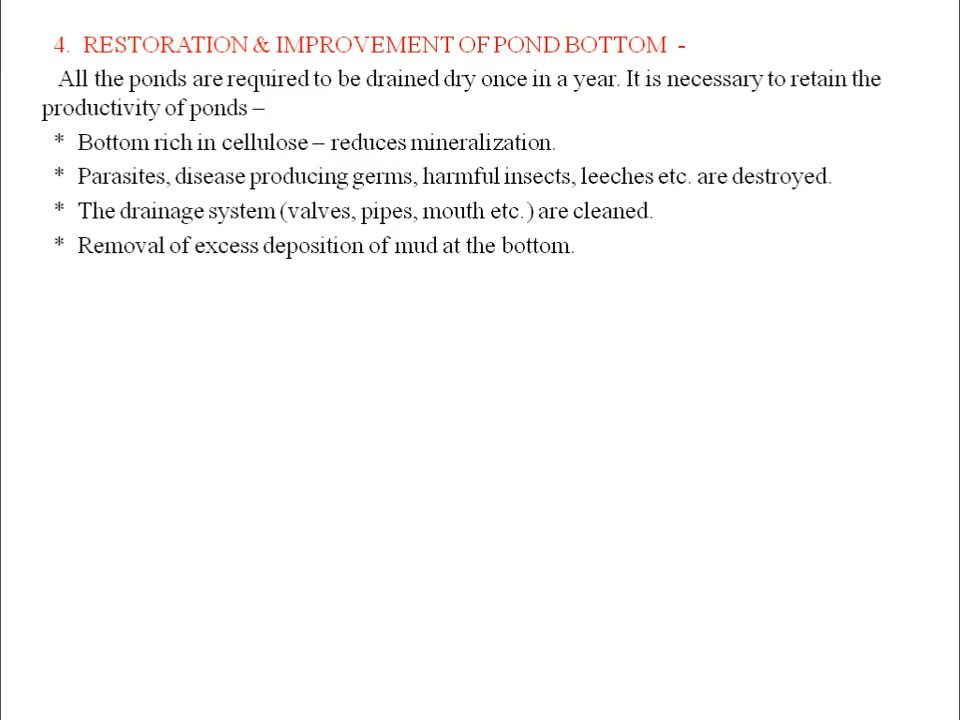 4. RESTORATION & IMPROVEMENT OF POND BOTTOM -
All the ponds are required to be drained dry once in a year. It is necessary to retain the
productivity of ponds –
* Bottom rich in cellulose – reduces mineralization.
* Parasites, disease producing germs, harmful insects, leeches etc. are destroyed.
* The drainage system (valves, pipes, mouth etc.) are cleaned.
* Removal of excess deposition of mud at the bottom.